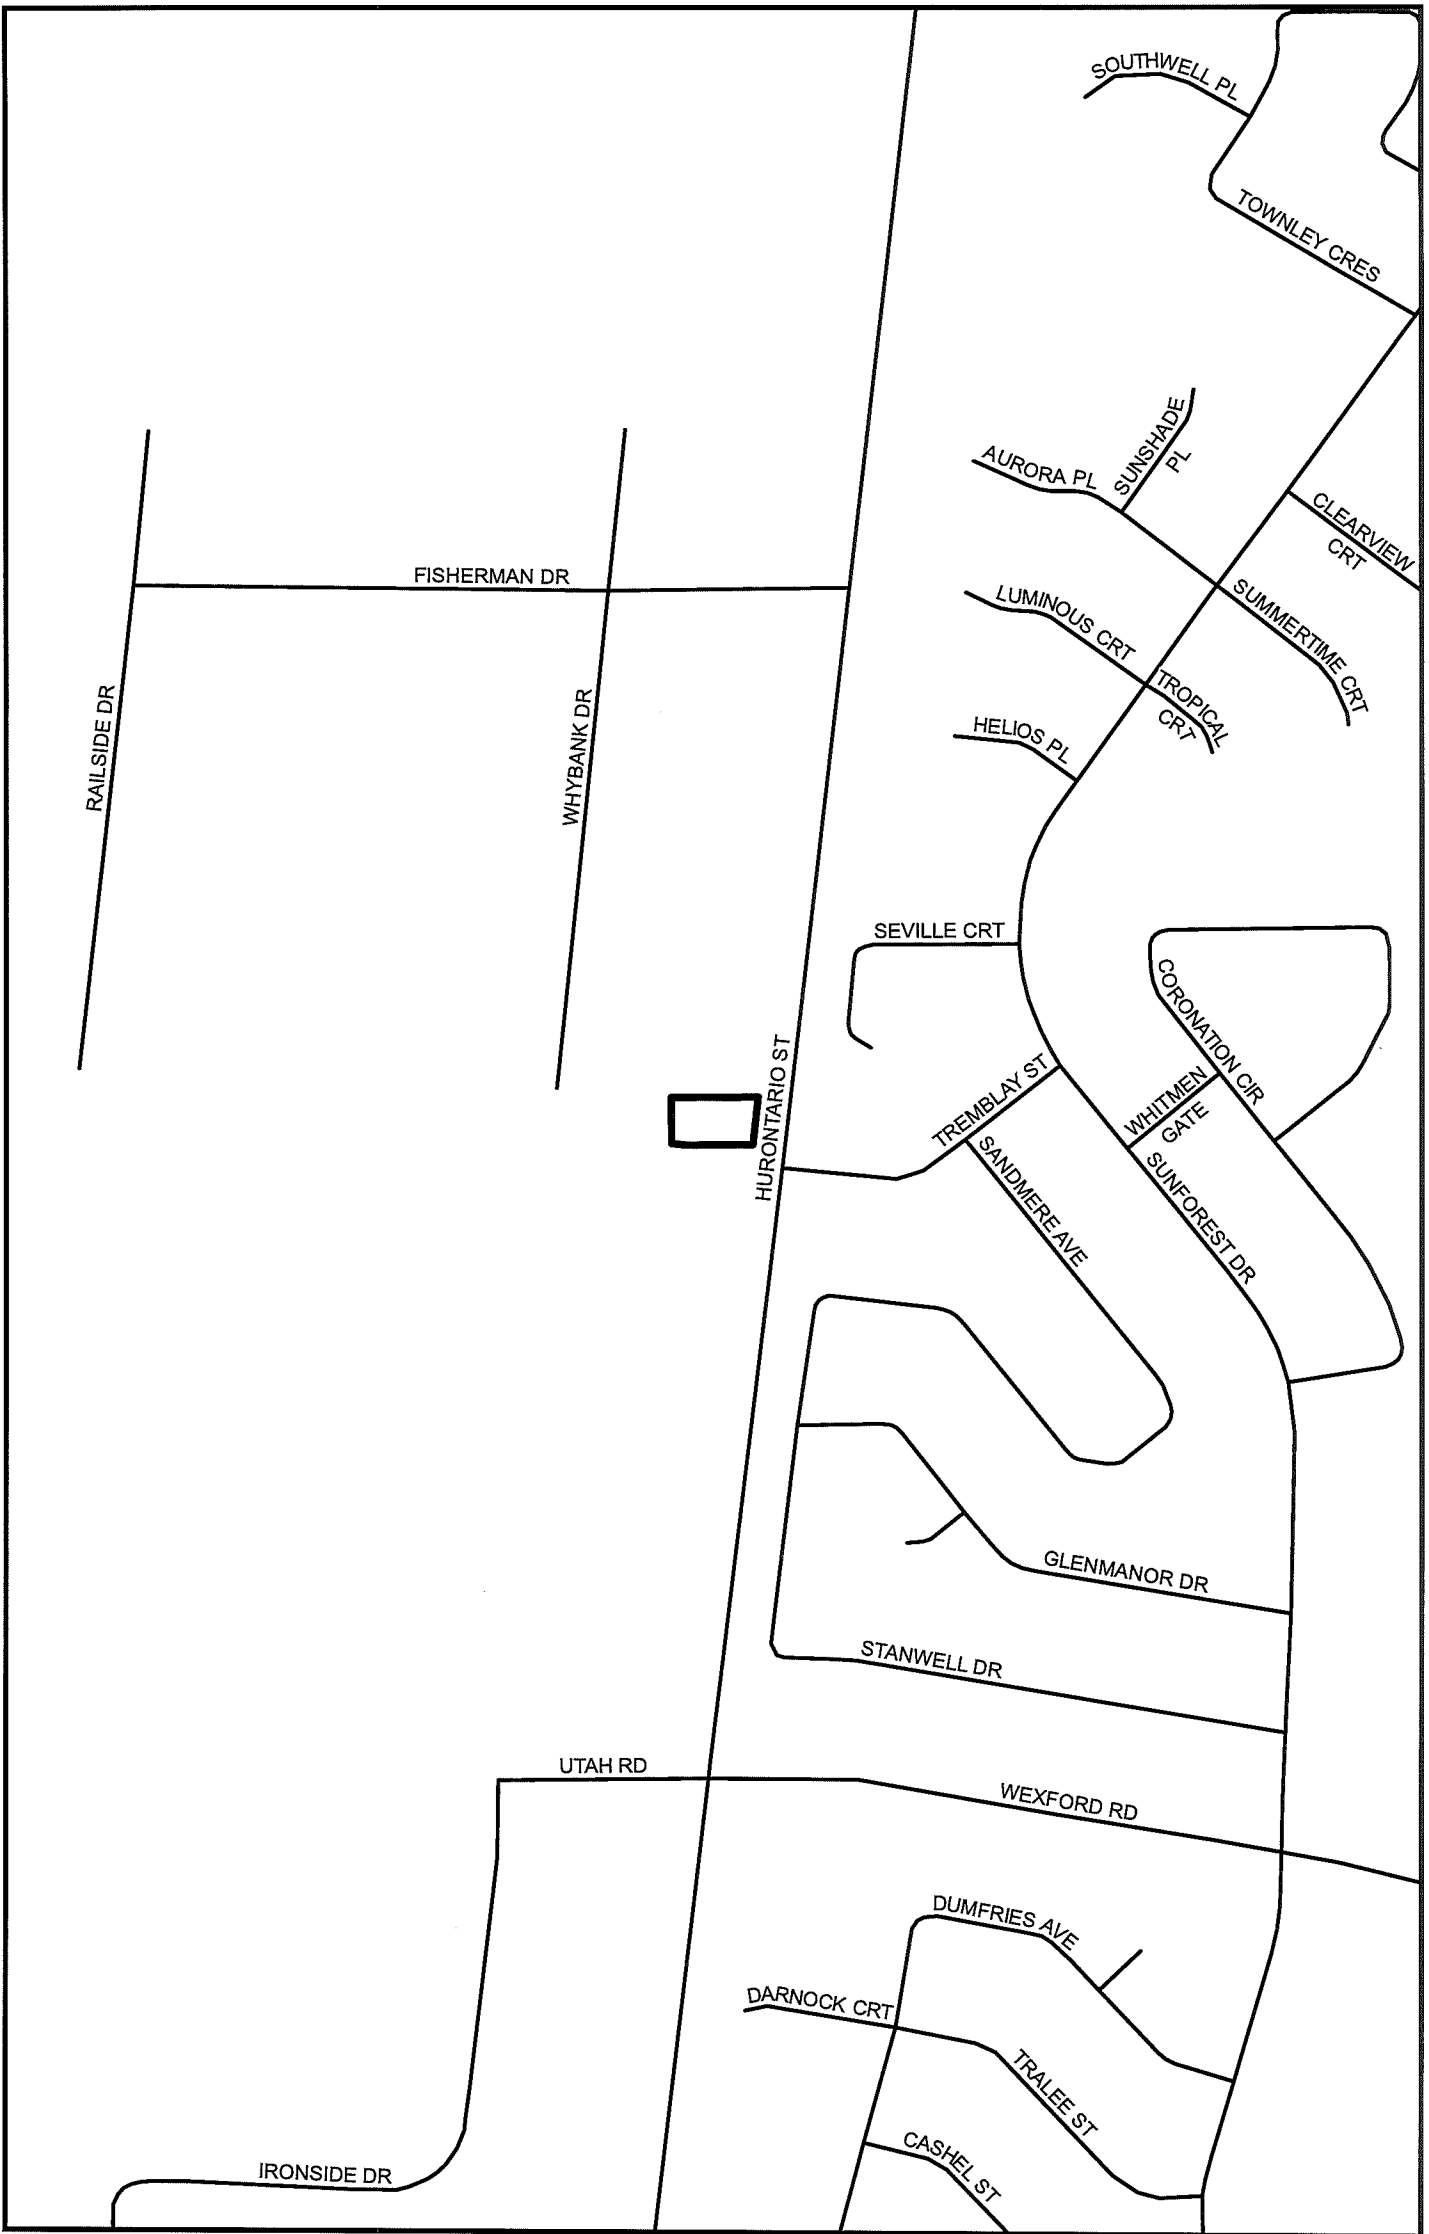 SOUTHWELL PL
TOWNLEY CRES
SUNSHADE
PL
AURORA PL
CLEARVIEW
CRT
FISHERMAN DR
LUMINOUS CRT
SUMMERTIME CRT
TROPICAL
CRT
RAILSIDE DR
WHYBANK DR
HELIOS PL
SEVILLE CRT
CORONATION CIR
HURONTARIO ST
TREMBLAY ST
WHITMEN
GATE
SANDMERE AVE
SUNFOREST DR
GLENMANOR DR
STANWELL DR
UTAH RD
WEXFORD RD
DUMFRIES AVE
DARNOCK CRT
TRALEE ST
CASHEL ST
IRONSIDE DR